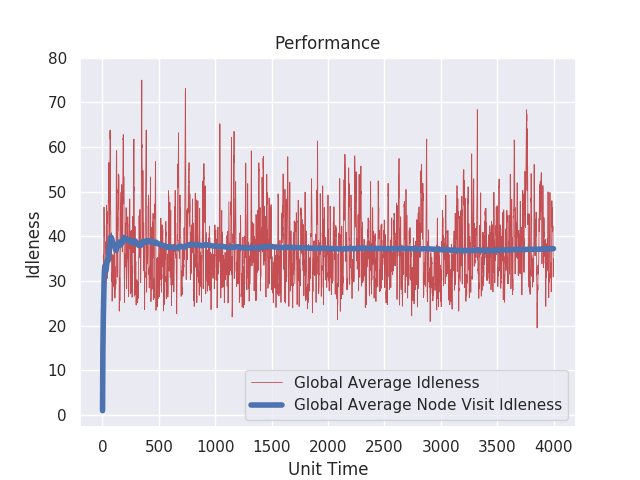 Performance
80
70
60
50
40
30
20
10
0
Idleness
Global Average Idleness
Global Average Node Visit Idleness
0 500 1000 1500 2000 2500 3000 3500 4000
Unit Time